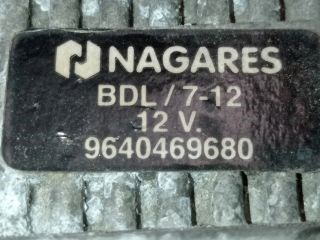 NAGARES
BDL / 7-12
12 V.
9640469680